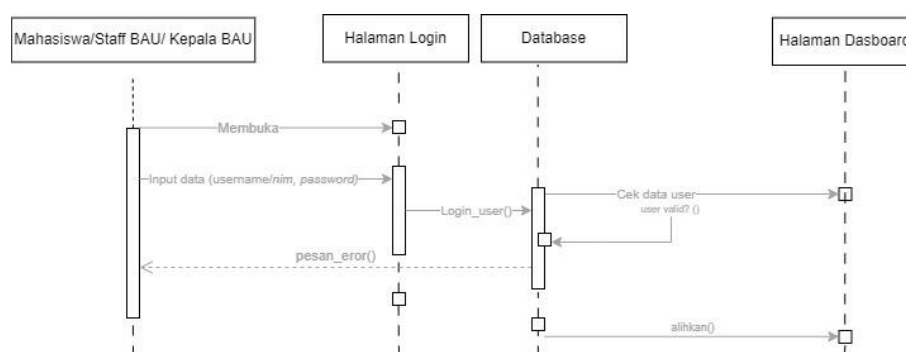 Mahasiswa/Staff BAU/ Kepala BAU
Halaman Login
Database
Halaman Dasboard
Membuka
Input data (username/nim, password)
Login_user()
Cek data user
user valid? ()
pesan_eror()
alihkan()